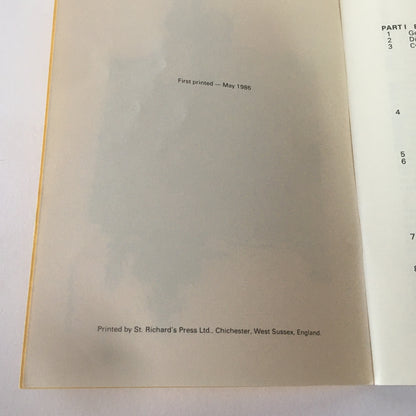 First printed — May 1986
Printed by St. Richard's Press Ltd., Chichester, West Sussex, England.
PART I
1
2
3
4
5
6
7